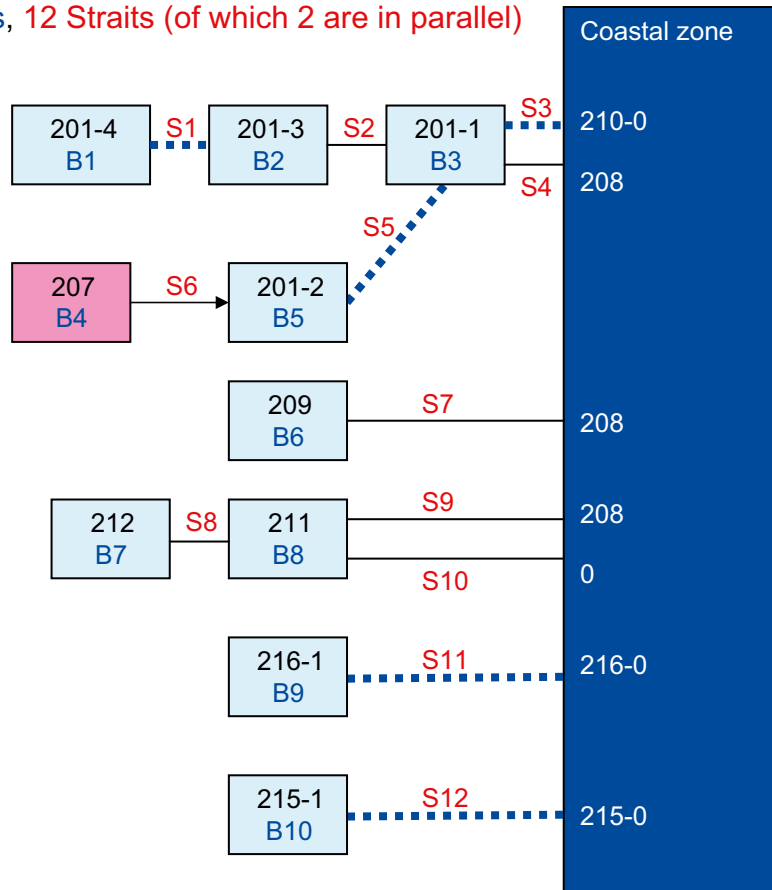 s, 12 Straits (of which 2 are in parallel)
Coastal zone
201-4
B1
S1
201-3
B2
S2
201-1
B3
S3
210-0
S4
208
S5
207
B4
S6
201-2
B5
209
B6
S7
208
212
B7
S8
211
B8
S9
208
S10
0
216-1
B9
S11
216-0
215-1
B10
S12
215-0